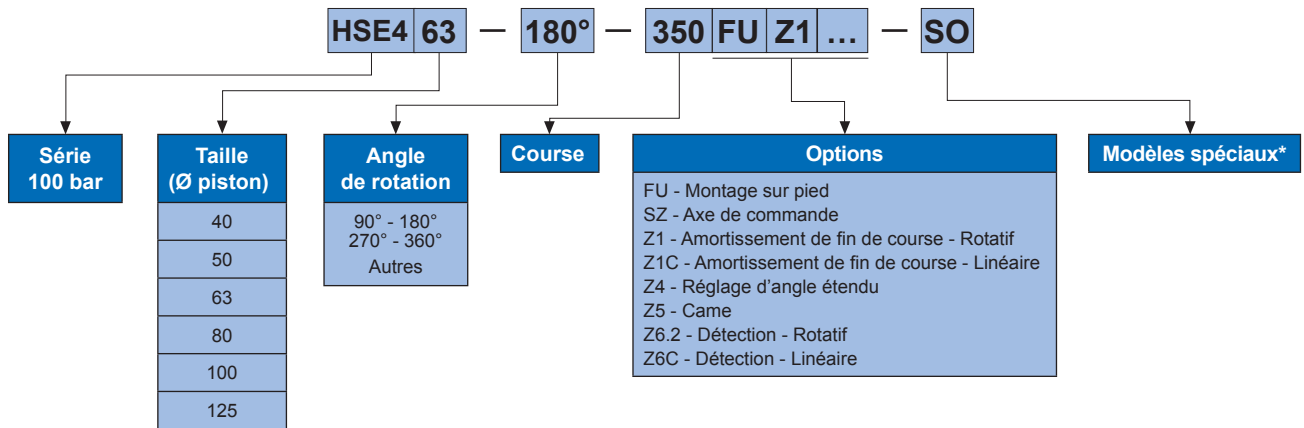 HSE4 63 — 180° — 350 FU Z1 ... — SO
Série
100 bar
Taille
(Ø piston)
40
50
63
80
100
125
Angle
de rotation
90° - 180°
270° - 360°
Autres
Course
Options
FU - Montage sur pied
SZ - Axe de commande
Z1 - Amortissement de fin de course - Rotatif
Z1C - Amortissement de fin de course - Linéaire
Z4 - Réglage d'angle étendu
Z5 - Came
Z6.2 - Détection - Rotatif
Z6C - Détection - Linéaire
Modèles spéciaux*